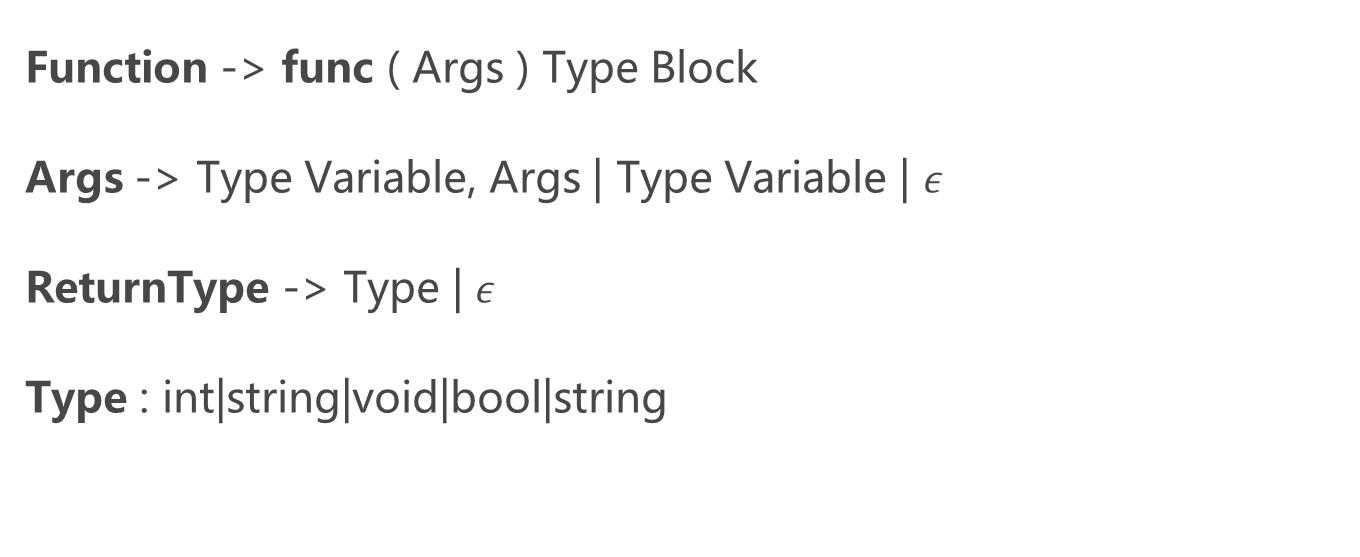 Function -> func ( Args ) Type Block
Args -> Type Variable, Args | Type Variable | ϵ
ReturnType -> Type | ϵ
Type : int|string|void|bool|string